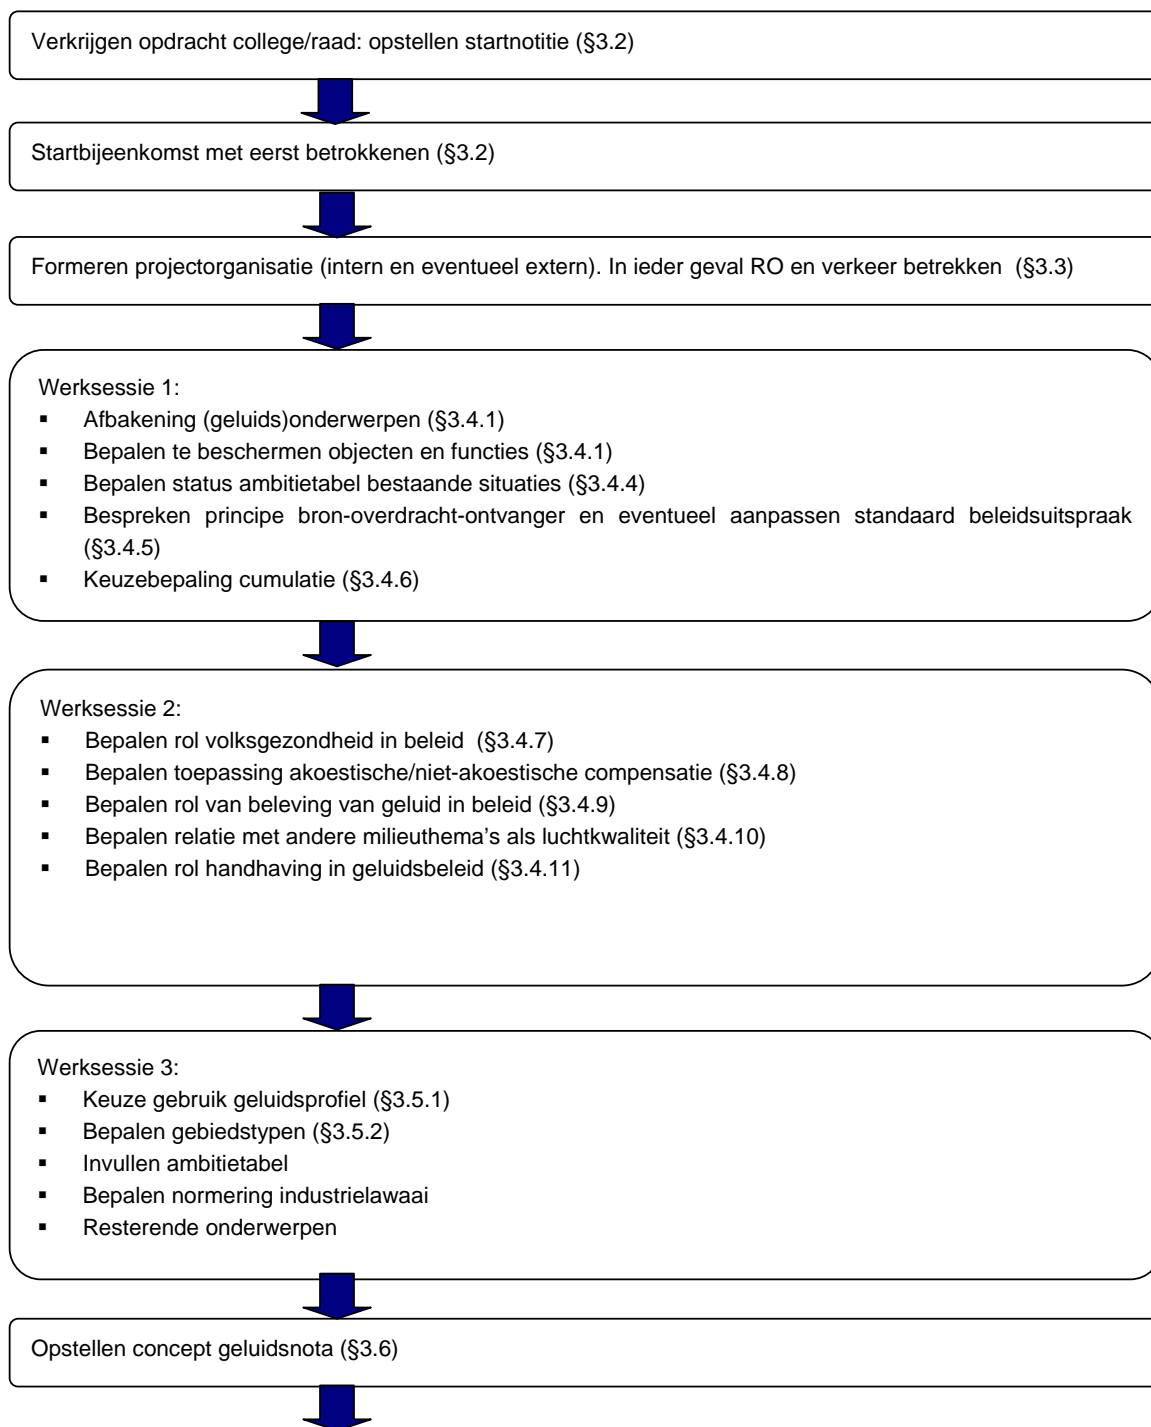 Verkrijgen opdracht college/raad: opstellen startnotitie (§3.2)
Startbijeenkomst met eerst betrokkenen (§3.2)
Formeren projectorganisatie (intern en eventueel extern). In ieder geval RO en verkeer betrekken (§3.3)
Werksessie 1:
▪ Afbakening (geluids)onderwerpen (§3.4.1)
▪ Bepalen te beschermen objecten en functies (§3.4.1)
▪ Bepalen status ambitietabel bestaande situaties (§3.4.4)
▪ Bespreken principe bron-overdracht-ontvanger en eventueel aanpassen standaard beleidsuitspraak
(§3.4.5)
▪ Keuzebepaling cumulatie (§3.4.6)
Werksessie 2:
▪ Bepalen rol volksgezondheid in beleid (§3.4.7)
▪ Bepalen toepassing akoestische/niet-akoestische compensatie (§3.4.8)
▪ Bepalen rol van beleving van geluid in beleid (§3.4.9)
▪ Bepalen relatie met andere milieuthema's als luchtkwaliteit (§3.4.10)
▪ Bepalen rol handhaving in geluidsbeleid (§3.4.11)
Werksessie 3:
▪ Keuze gebruik geluidsprofiel (§3.5.1)
▪ Bepalen gebiedstypen (§3.5.2)
▪ Invullen ambitietabel
▪ Bepalen normering industrielawaai
▪ Resterende onderwerpen
Opstellen concept geluidsnota (§3.6)